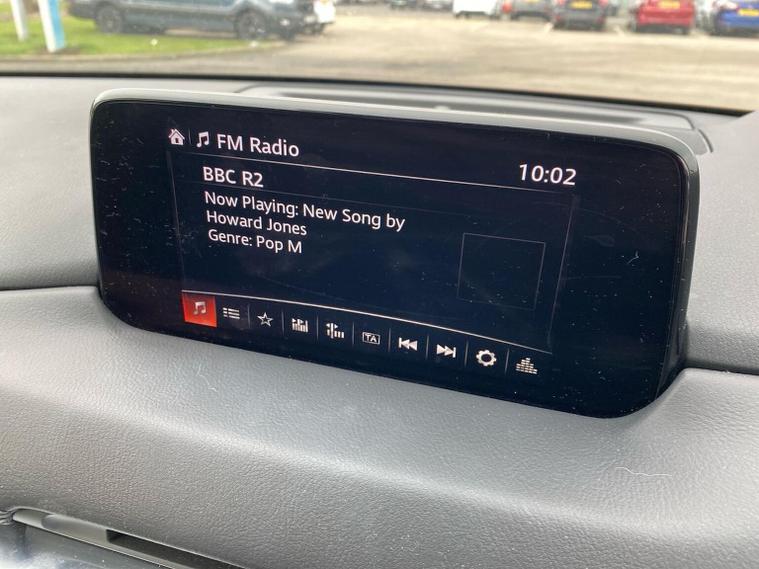 FM Radio
10:02
BBC R2
Now Playing: New Song by
Howard Jones
Genre: Pop M
TA